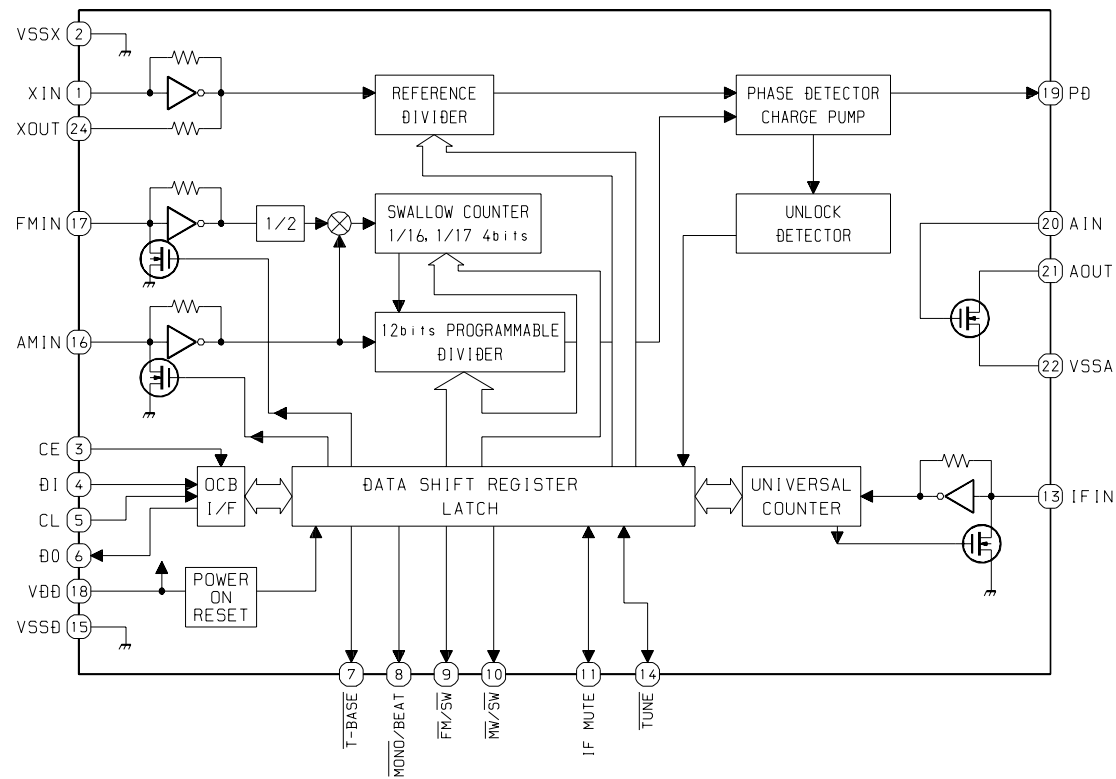 VSSX 2
XIN 1
XOUT 24
REFERENCE
DIVIDER
PHASE DETECTOR
CHARGE PUMP
19 PD
FMIN 17
1/2
SWALLOW COUNTER
1/16, 1/17 4bits
UNLOCK
DETECTOR
20 AIN
21 AOUT
AMIN 16
12bits PROGRAMMABLE
DIVIDER
22 VSSA
CE 3
DI 4
CL 5
DO 6
OCB
I/F
DATA SHIFT REGISTER
LATCH
UNIVERSAL
COUNTER
13 IFIN
VDD 18
POWER
ON
RESET
VSSD 15
7
8
9
10
11
14
T-BASE
MONO/BEAT
FM/SW
MW/SW
IF MUTE
TUNE